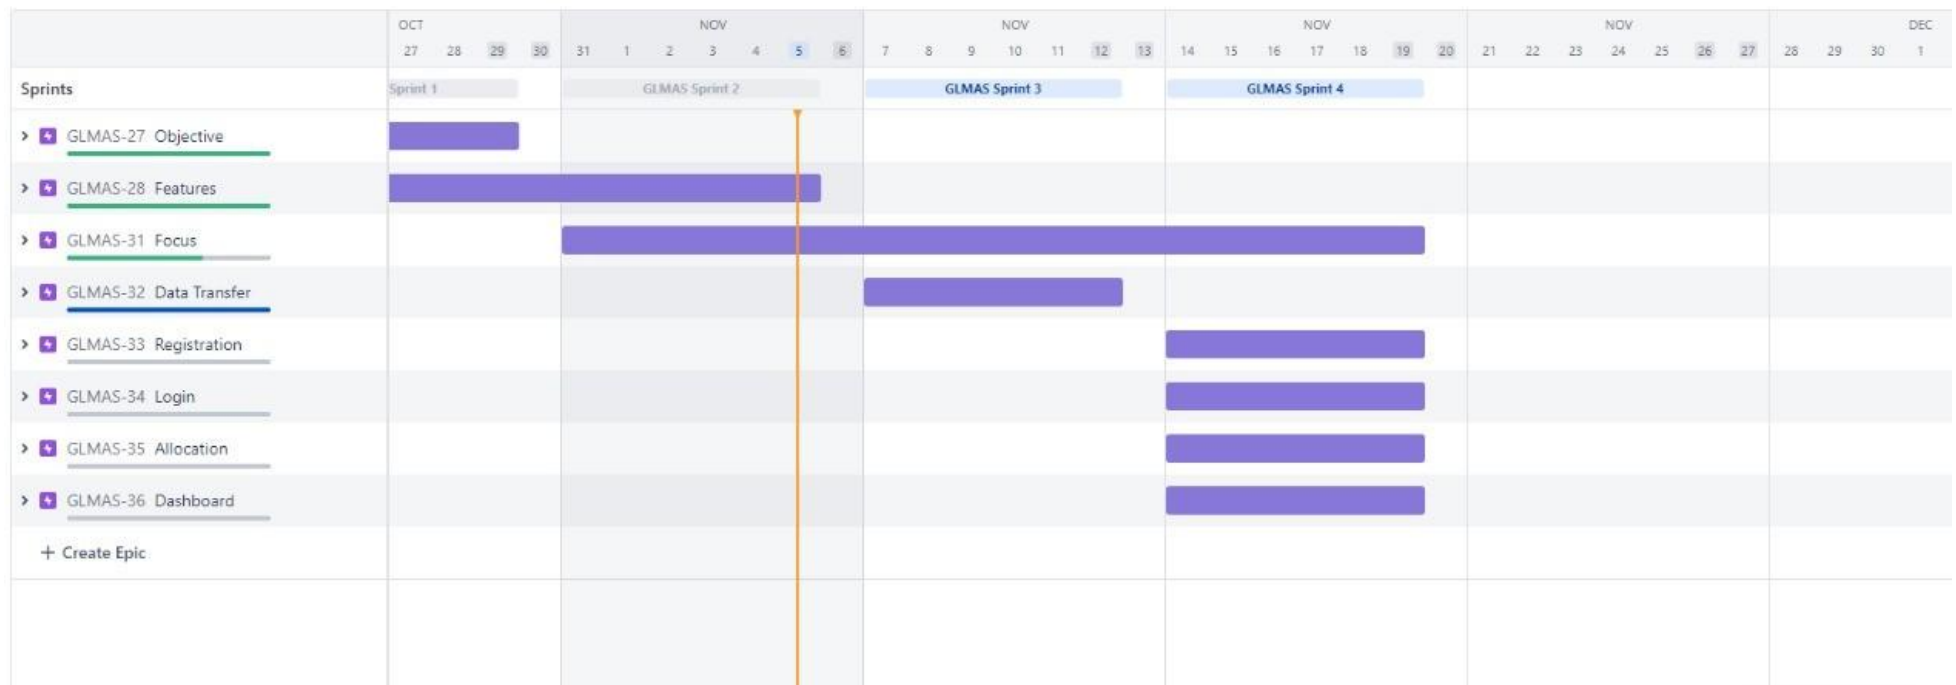 OCT NOV NOV NOV NOV DEC
27 28 29 30 31 1 2 3 4 5 6 7 8 9 10 11 12 13 14 15 16 17 18 19 20 21 22 23 24 25 26 27 28 29 30 1
Sprints Sprint 1 GLMAS Sprint 2 GLMAS Sprint 3 GLMAS Sprint 4
GLMAS-27 Objective
GLMAS-28 Features
GLMAS-31 Focus
GLMAS-32 Data Transfer
GLMAS-33 Registration
GLMAS-34 Login
GLMAS-35 Allocation
GLMAS-36 Dashboard
+ Create Epic